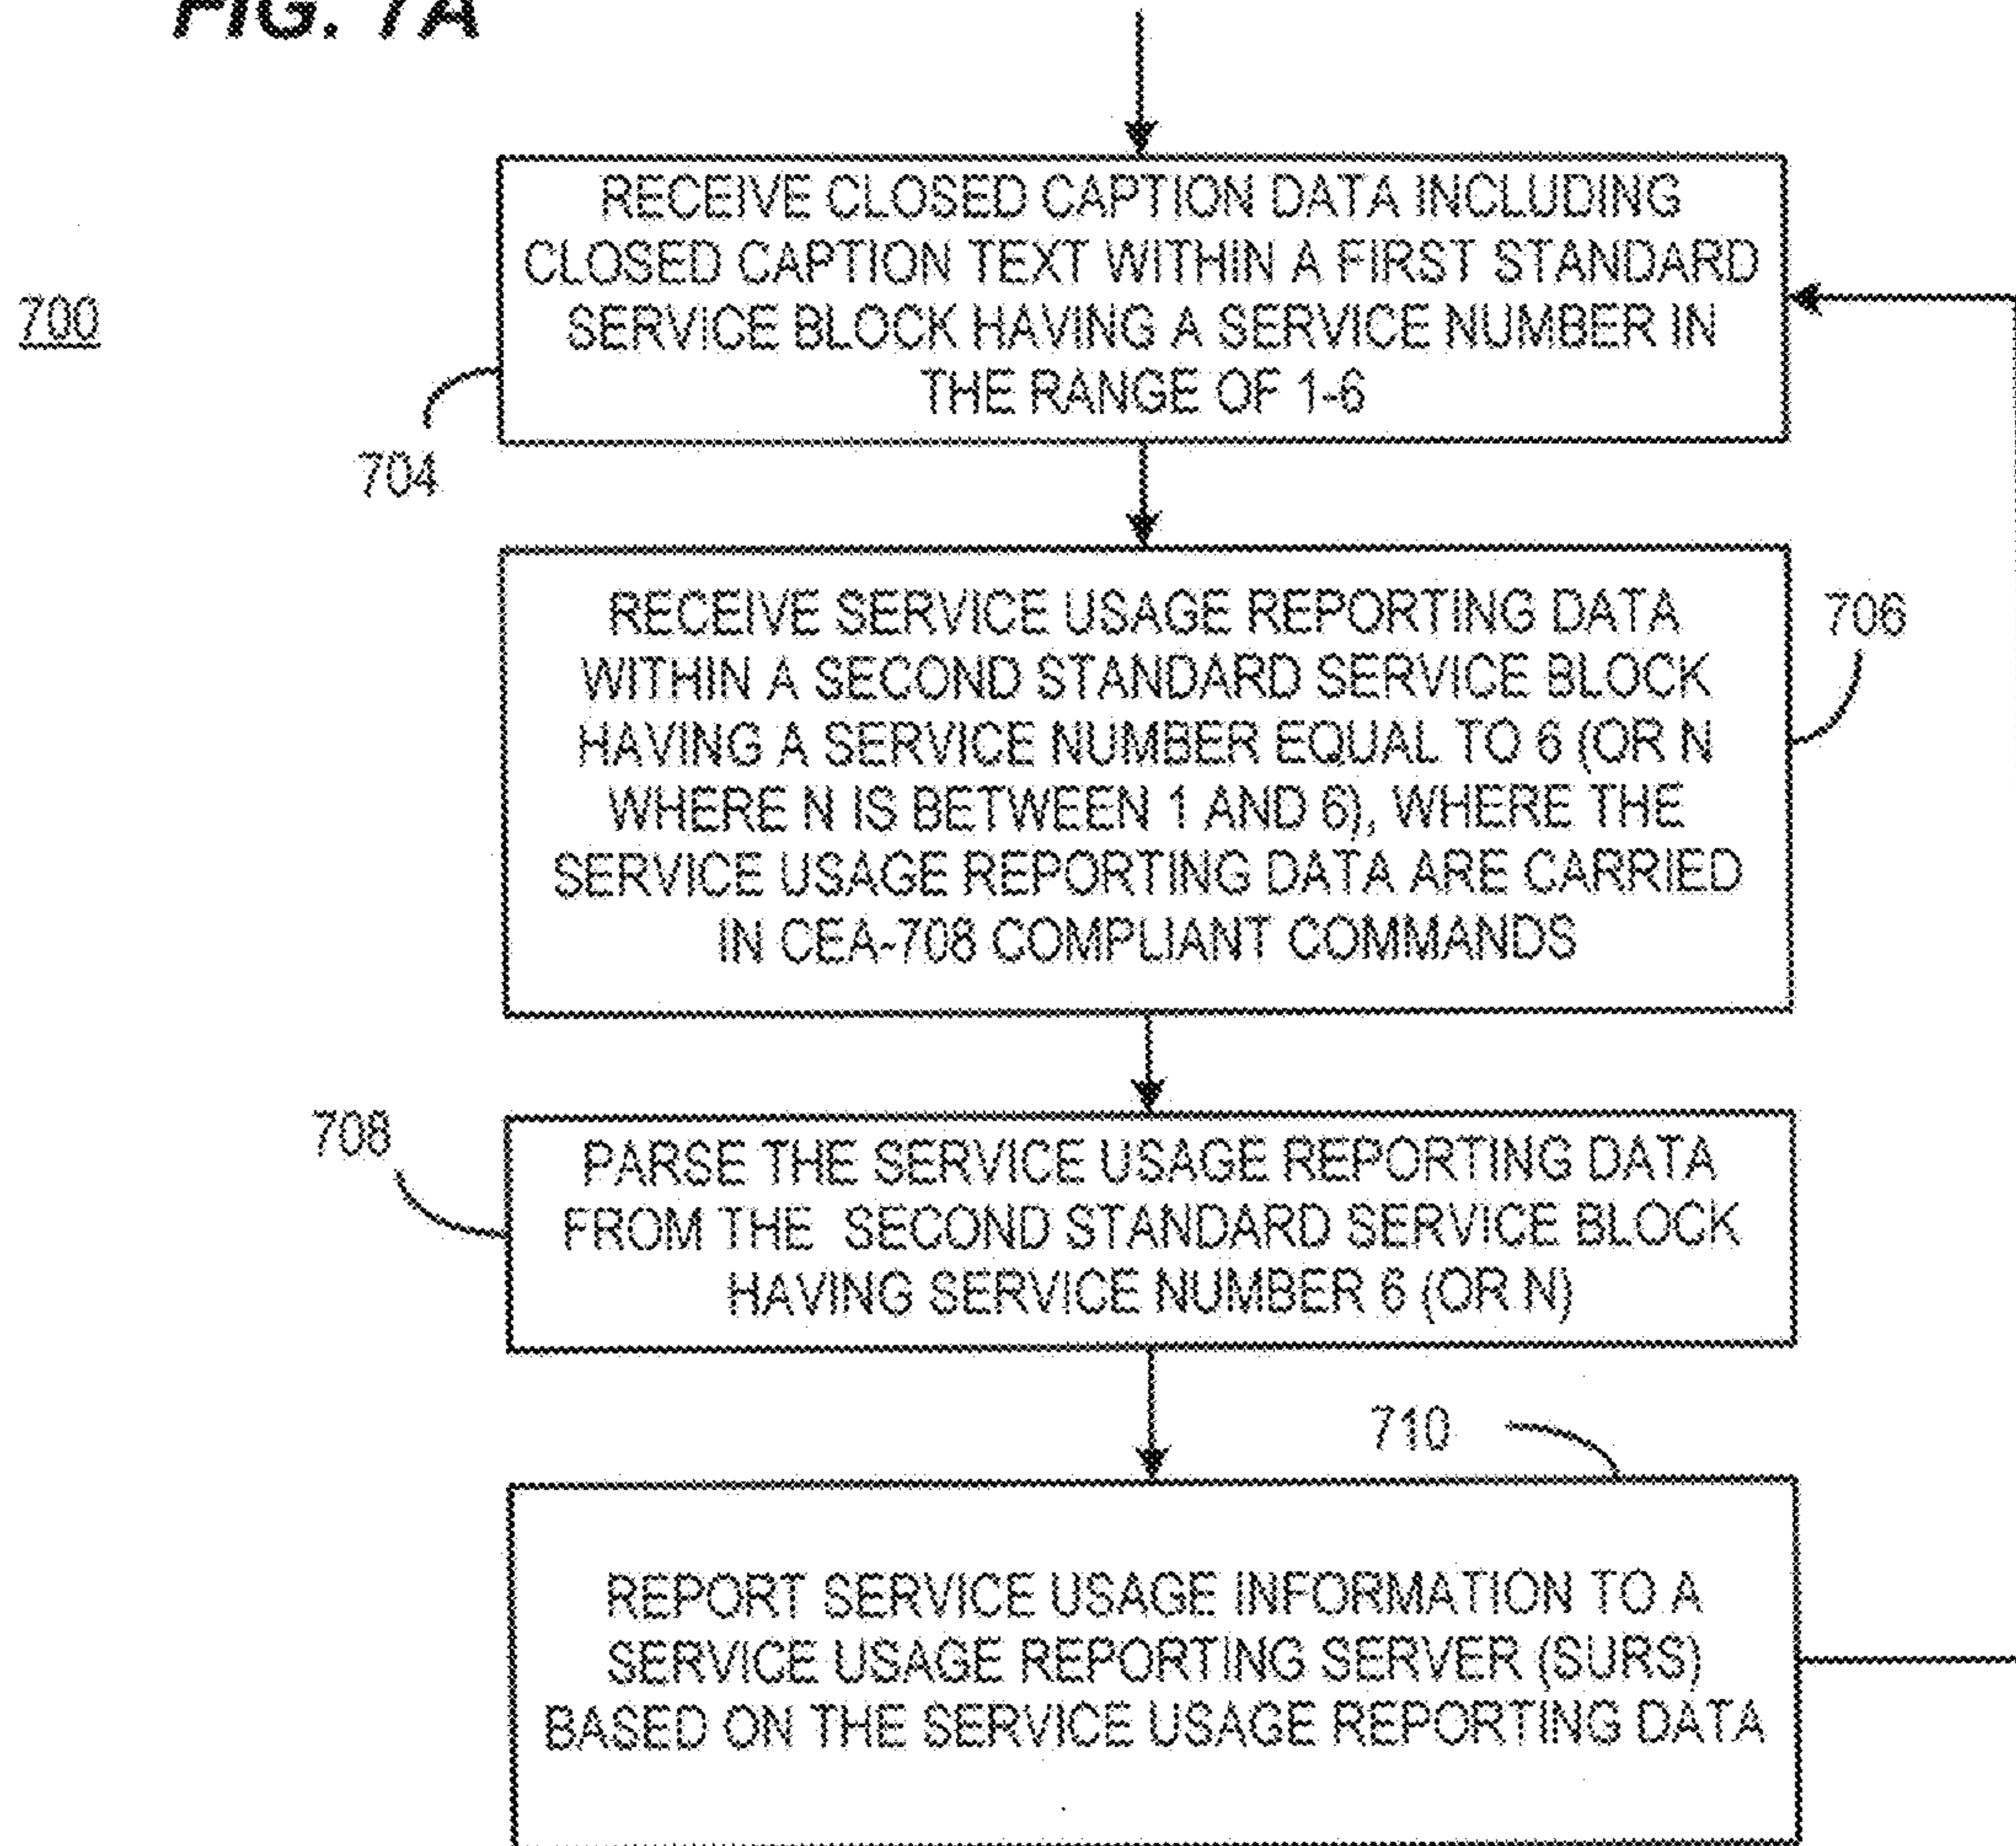 FIG. 7A
700
RECEIVE CLOSED CAPTION DATA INCLUDING
CLOSED CAPTION TEXT WITHIN A FIRST STANDARD
SERVICE BLOCK HAVING A SERVICE NUMBER IN
THE RANGE OF 1-6
704
RECEIVE SERVICE USAGE REPORTING DATA
WITHIN A SECOND STANDARD SERVICE BLOCK
HAVING A SERVICE NUMBER EQUAL TO 6 (OR N
WHERE N IS BETWEEN 1 AND 6), WHERE THE
SERVICE USAGE REPORTING DATA ARE CARRIED
IN CEA-708 COMPLIANT COMMANDS
706
708
PARSE THE SERVICE USAGE REPORTING DATA
FROM THE SECOND STANDARD SERVICE BLOCK
HAVING SERVICE NUMBER 6 (OR N)
710
REPORT SERVICE USAGE INFORMATION TO A
SERVICE USAGE REPORTING SERVER (SURS)
BASED ON THE SERVICE USAGE REPORTING DATA